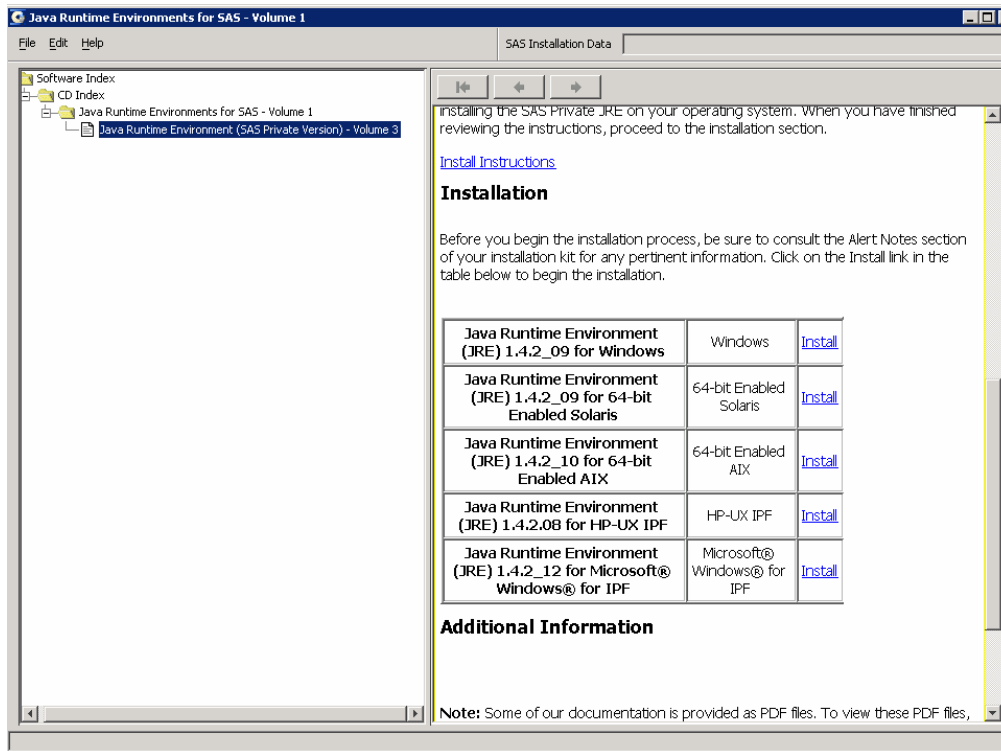 Java Runtime Environments for SAS - Volume 1
File Edit Help
SAS Installation Data
Software Index
CD Index
Java Runtime Environments for SAS - Volume 1
Java Runtime Environment (SAS Private Version) - Volume 3
installing the SAS Private JRE on your operating system. When you have finished
reviewing the instructions, proceed to the installation section.
Install Instructions
Installation
Before you begin the installation process, be sure to consult the Alert Notes section
of your installation kit for any pertinent information. Click on the Install link in the
table below to begin the installation.
Java Runtime Environment
(JRE) 1.4.2_09 for Windows
Windows
Install
Java Runtime Environment
(JRE) 1.4.2_09 for 64-bit
Enabled Solaris
64-bit Enabled
Solaris
Install
Java Runtime Environment
(JRE) 1.4.2_10 for 64-bit
Enabled AIX
64-bit Enabled
AIX
Install
Java Runtime Environment
(JRE) 1.4.2.08 for HP-UX IPF
HP-UX IPF
Install
Java Runtime Environment
(JRE) 1.4.2_12 for Microsoft®
Windows® for IPF
Microsoft®
Windows® for
IPF
Install
Additional Information
Note: Some of our documentation is provided as PDF files. To view these PDF files,